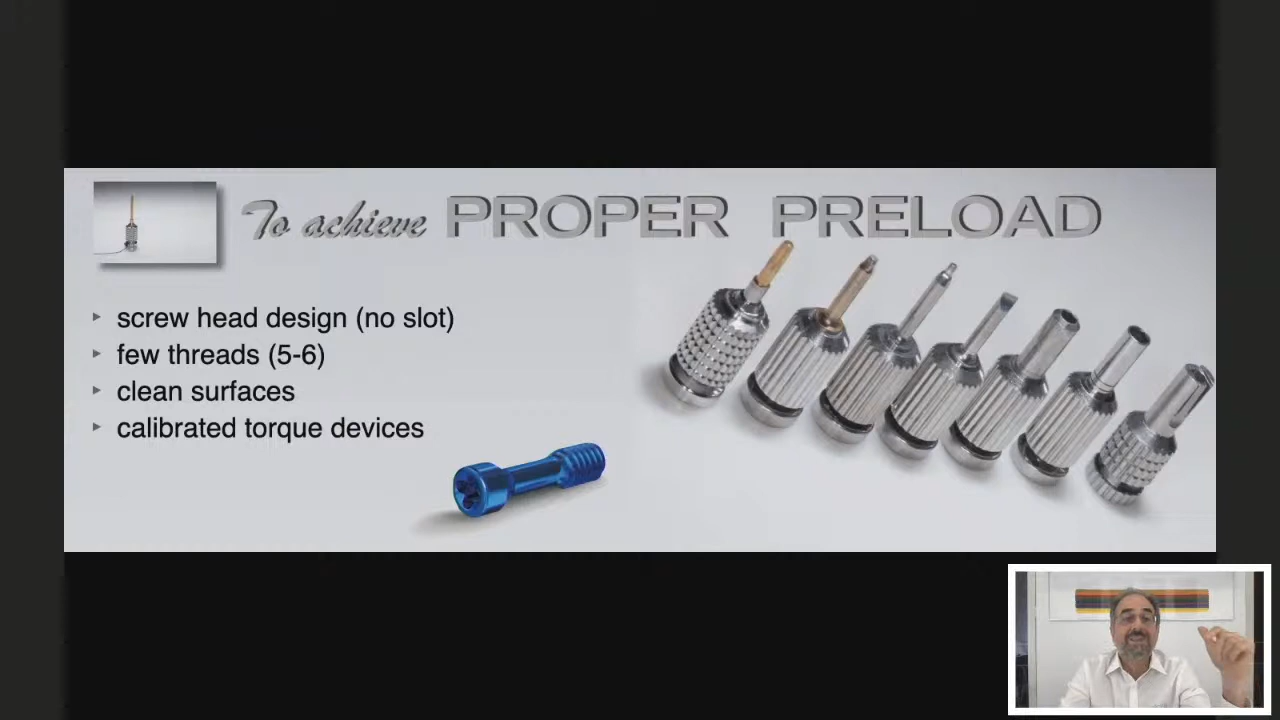 To achieve PROPER PRELOAD
screw head design (no slot)
few threads (5-6)
clean surfaces
calibrated torque devices